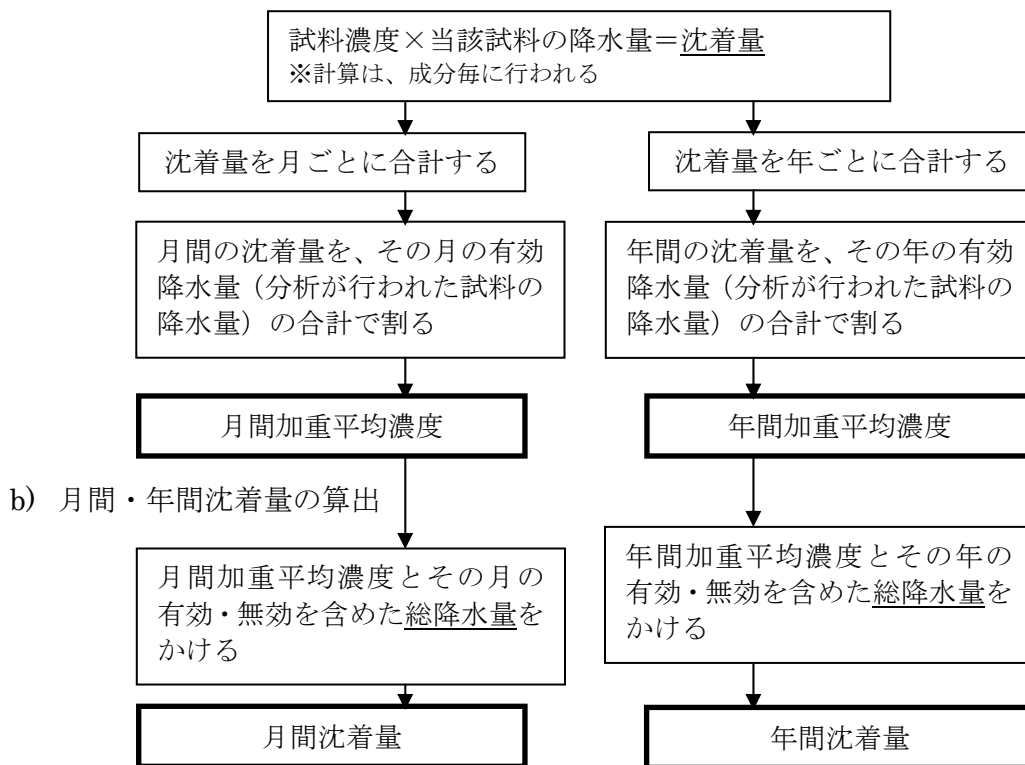 試料濃度×当該試料の降水量＝沈着量
※計算は、成分毎に行われる
沈着量を月ごとに合計する
沈着量を年ごとに合計する
月間の沈着量を、その月の有効
降水量（分析が行われた試料の
降水量）の合計で割る
年間の沈着量を、その年の有効
降水量（分析が行われた試料の
降水量）の合計で割る
月間加重平均濃度
年間加重平均濃度
b) 月間・年間沈着量の算出
月間加重平均濃度とその月の
有効・無効を含めた総降水量を
かける
年間加重平均濃度とその年の
有効・無効を含めた総降水量を
かける
月間沈着量
年間沈着量